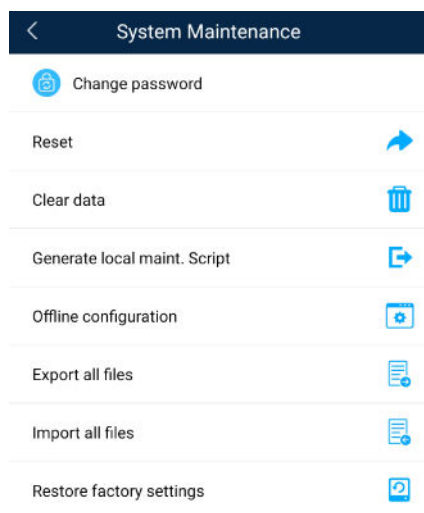 System Maintenance
Change password
Reset
Clear data
Generate local maint. Script
Offline configuration
Export all files
Import all files
Restore factory settings